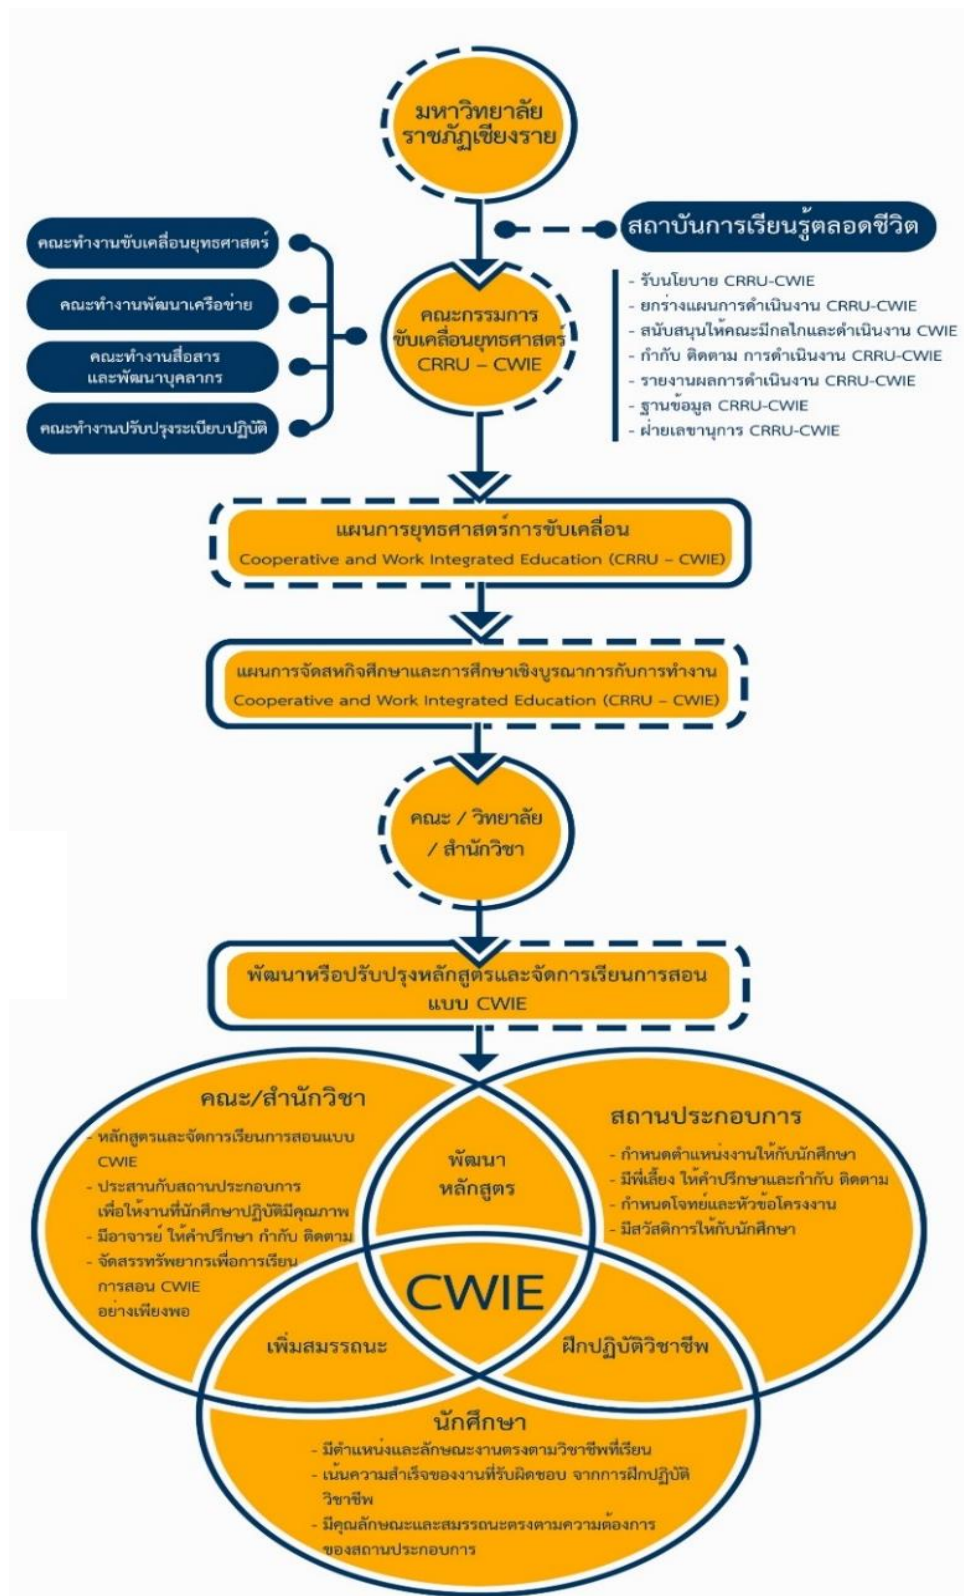 มหาวิทยาลัย
ราชภัฏเชียงราย
สถาบันการเรียนรู้ตลอดชีวิต
- รับนโยบาย CRRU-CWIE
- ยกร่างแผนการดำเนินงาน CRRU-CWIE
- สนับสนุนให้คณะมีกลไกและดำเนินงาน CWIE
- กำกับ ติดตาม การดำเนินงาน CRRU-CWIE
- รายงานผลการดำเนินงาน CRRU-CWIE
- ฐานข้อมูล CRRU-CWIE
- ฝ่ายเลขานุการ CRRU-CWIE
คณะทำงานขับเคลื่อนยุทธศาสตร์
คณะทำงานพัฒนาเครือข่าย
คณะทำงานสื่อสาร
และพัฒนาบุคลากร
คณะทำงานปรับปรุงระเบียบปฏิบัติ
คณะกรรมการ
ขับเคลื่อนยุทธศาสตร์
CRRU – CWIE
แผนการยุทธศาสตร์การขับเคลื่อน
Cooperative and Work Integrated Education (CRRU – CWIE)
แผนการจัดสหกิจศึกษาและการศึกษาเชิงบูรณาการกับการทำงาน
Cooperative and Work Integrated Education (CRRU – CWIE)
คณะ / วิทยาลัย
/ สำนักวิชา
พัฒนาหรือปรับปรุงหลักสูตรและจัดการเรียนการสอน
แบบ CWIE
คณะ/สำนักวิชา
- หลักสูตรและจัดการเรียนการสอนแบบ
CWIE
- ประสานกับสถานประกอบการ
เพื่อให้งานที่นักศึกษาปฏิบัติมีคุณภาพ
- มีอาจารย์ ให้คำปรึกษา กำกับ ติดตาม
- จัดสรรทรัพยากรเพื่อการเรียน
การสอน CWIE
อย่างเพียงพอ
พัฒนา
หลักสูตร
สถานประกอบการ
- กำหนดตำแหน่งงานให้กับนักศึกษา
- มีพี่เลี้ยง ให้คำปรึกษาและกำกับ ติดตาม
- กำหนดโจทย์และหัวข้อโครงงาน
- มีสวัสดิการให้กับนักศึกษา
CWIE
เพิ่มสมรรถนะ
ฝึกปฏิบัติวิชาชีพ
นักศึกษา
- มีตำแหน่งและลักษณะงานตรงตามวิชาชีพที่เรียน
- เน้นความสำเร็จของงานที่รับผิดชอบ จากการฝึกปฏิบัติ
วิชาชีพ
- มีคุณลักษณะและสมรรถนะตรงตามความต้องการ
ของสถานประกอบการ